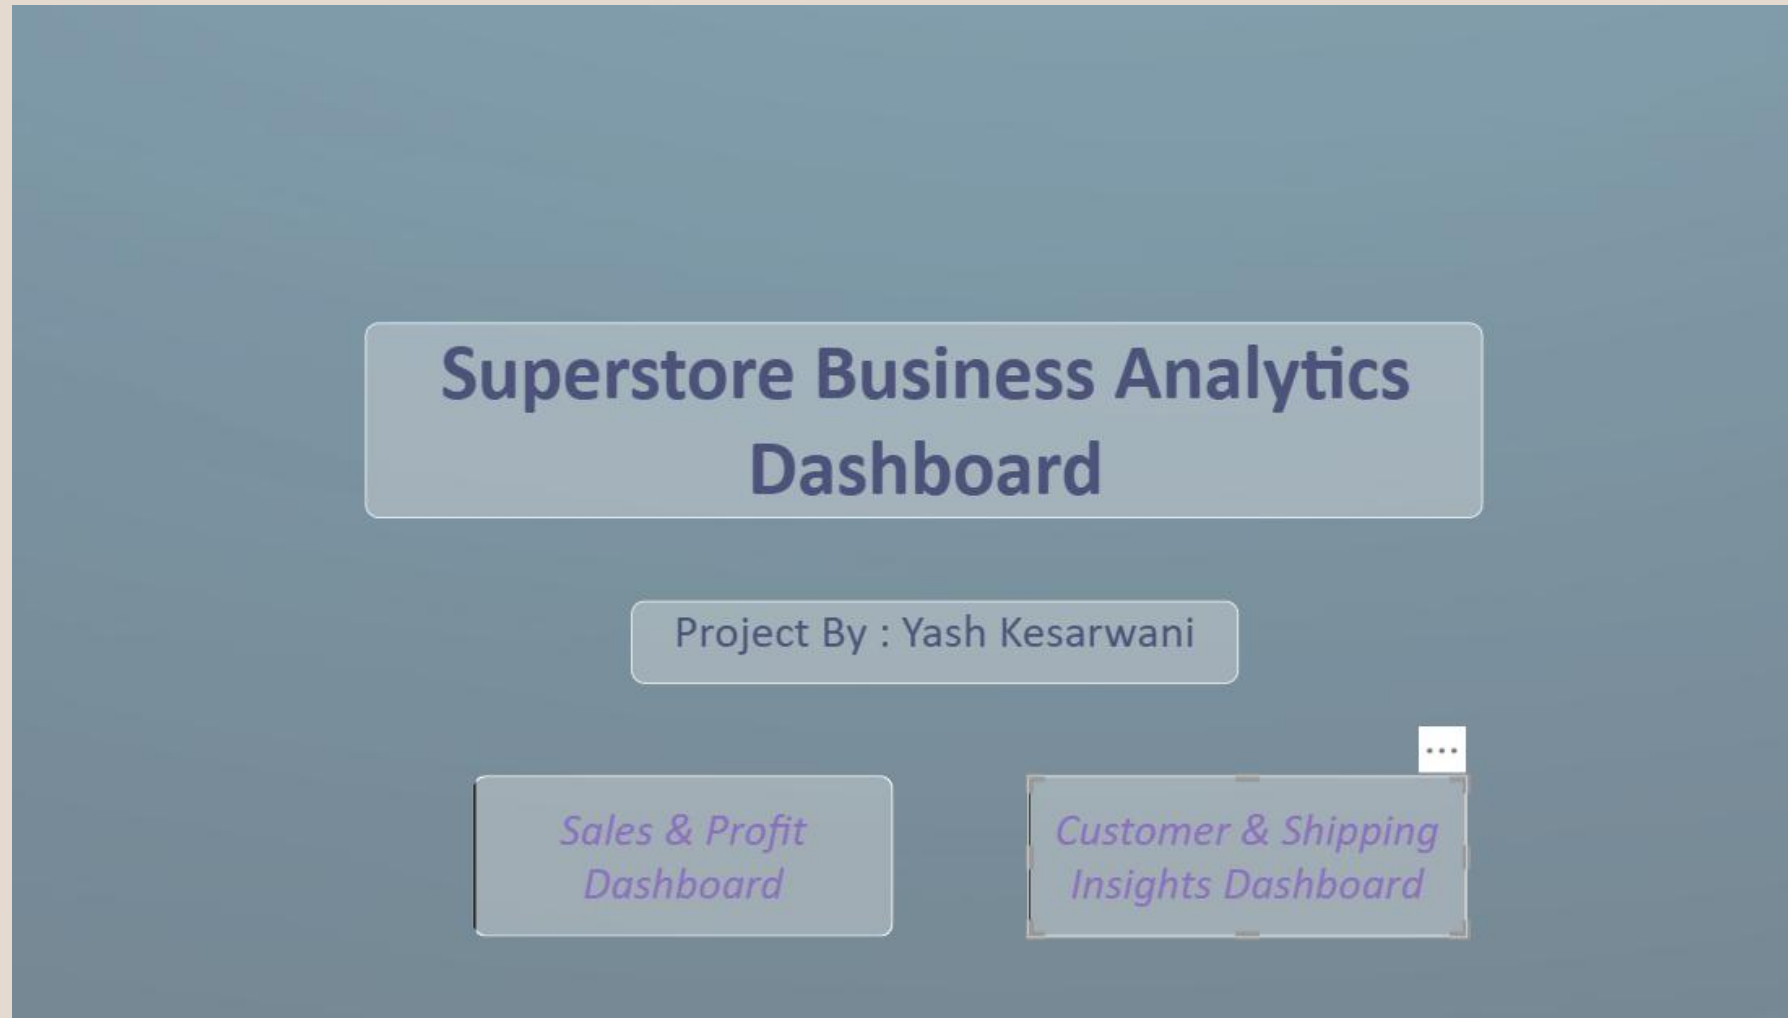 Superstore Business Analytics
Dashboard
Project By : Yash Kesarwani
Sales & Profit
Dashboard
Customer & Shipping
Insights Dashboard